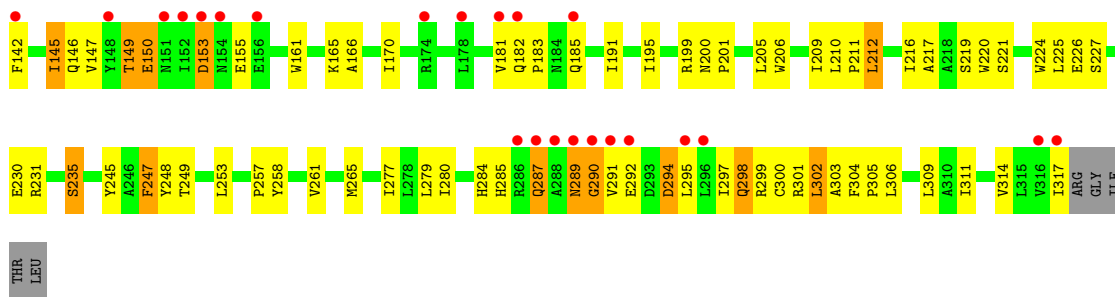 F142 I145 Q146 V147 Y148 T149 E150 N151 I152 D153 N154 E155 E156 W161 K165 A166 I170 R174 L178 V181 Q182 P183 N184 Q185 I191 I195 R199 N200 P201 L205 W206 I209 L210 P211 L212 I216 A217 A218 S219 W220 S221 W224 L225 E226 S227
E230 R231 S235 Y245 A246 F247 Y248 T249 L253 P257 Y258 V261 M265 I277 L278 L279 I280 H284 H285 R286 Q287 A288 N289 G290 V291 E292 D293 D294 L295 L296 I297 Q298 R299 C300 R301 L302 A303 F304 P305 L306 L309 A310 I311 V314 L315 V316 I317 ARG GLY ILE
THR LEU